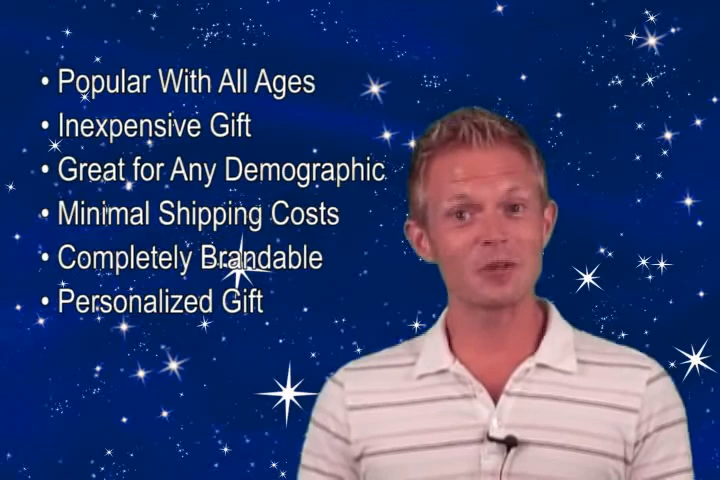 • Popular With All Ages
• Inexpensive Gift
• Great for Any Demographic
• Minimal Shipping Costs
• Completely Brandable
• Personalized Gift